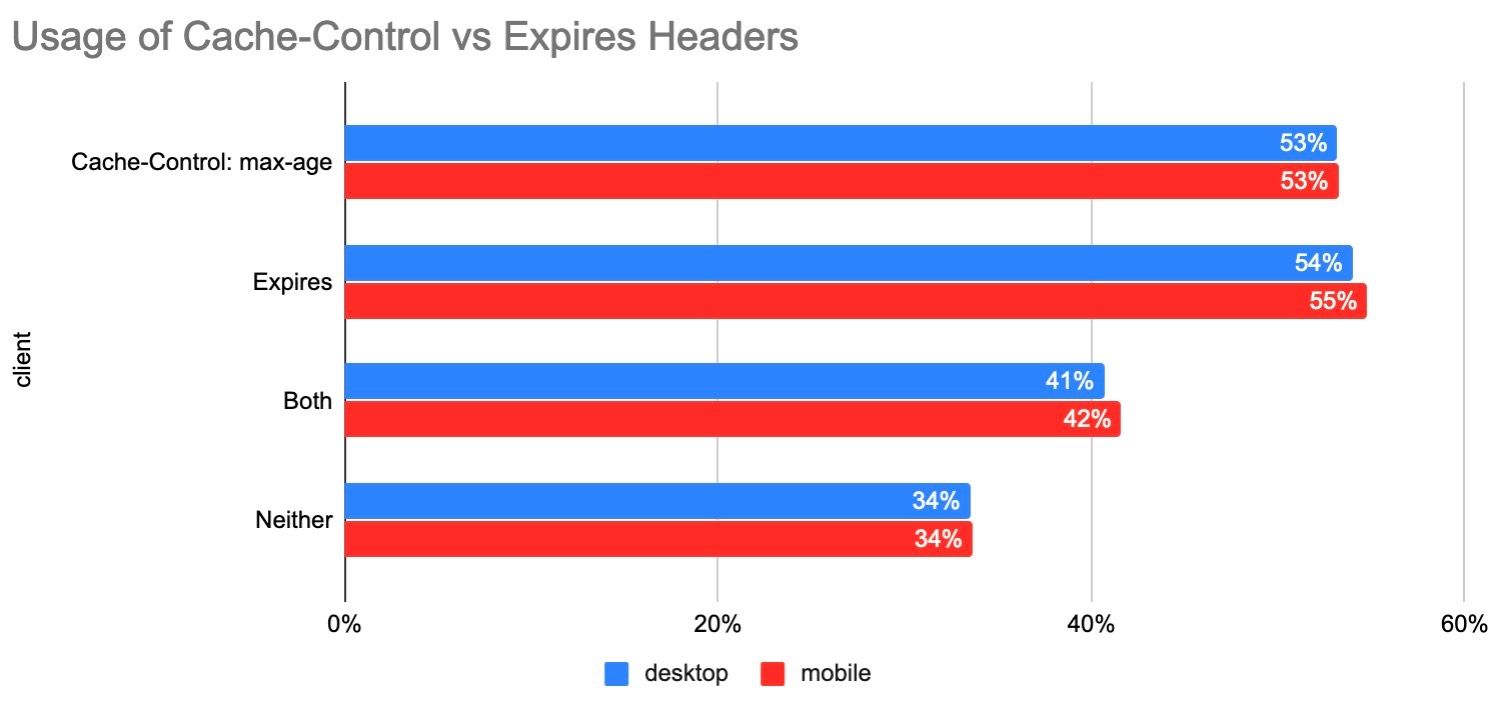 Usage of Cache-Control vs Expires Headers
client
Cache-Control: max-age
53%
53%
Expires
54%
55%
Both
41%
42%
Neither
34%
34%
0% 20% 40% 60%
desktop mobile